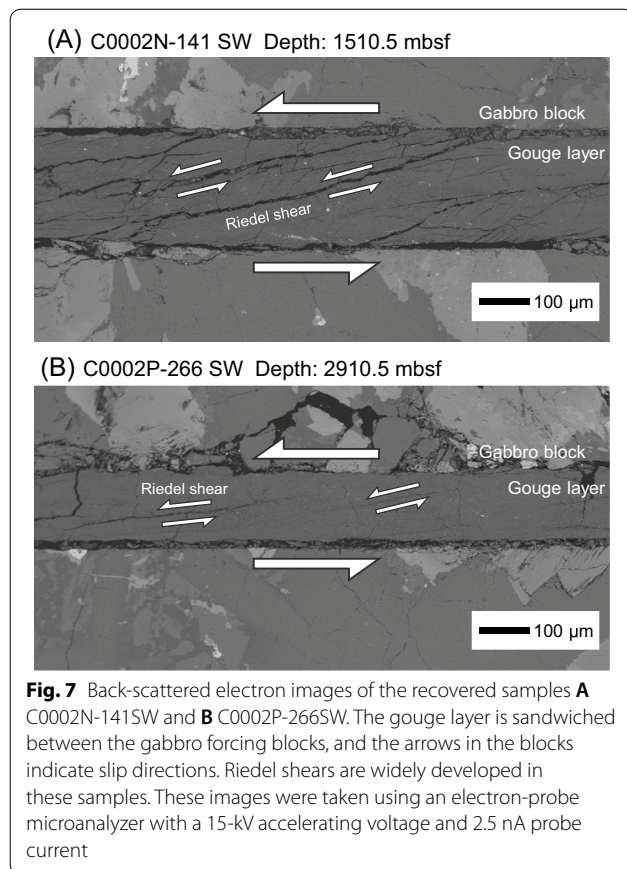 (A) C0002N-141 SW Depth: 1510.5 mbsf
Gabbro block
Gouge layer
Riedel shear
100 µm
(B) C0002P-266 SW Depth: 2910.5 mbsf
Gabbro block
Riedel shear
Gouge layer
100 µm
Fig. 7 Back-scattered electron images of the recovered samples A
C0002N-141SW and B C0002P-266SW. The gouge layer is sandwiched
between the gabbro forcing blocks, and the arrows in the blocks
indicate slip directions. Riedel shears are widely developed in
these samples. These images were taken using an electron-probe
microanalyzer with a 15-kV accelerating voltage and 2.5 nA probe
current